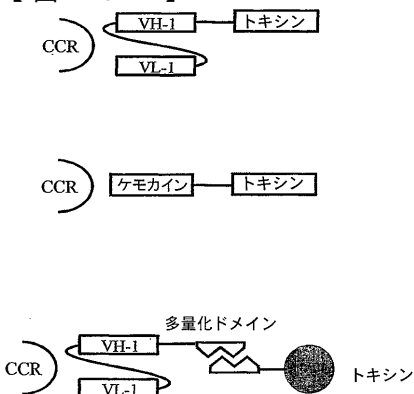 VH-1 トキシン
CCR
VL-1
CCR ケモカイン トキシン
多量化ドメイン
VH-1
CCR トキシン
VL-1